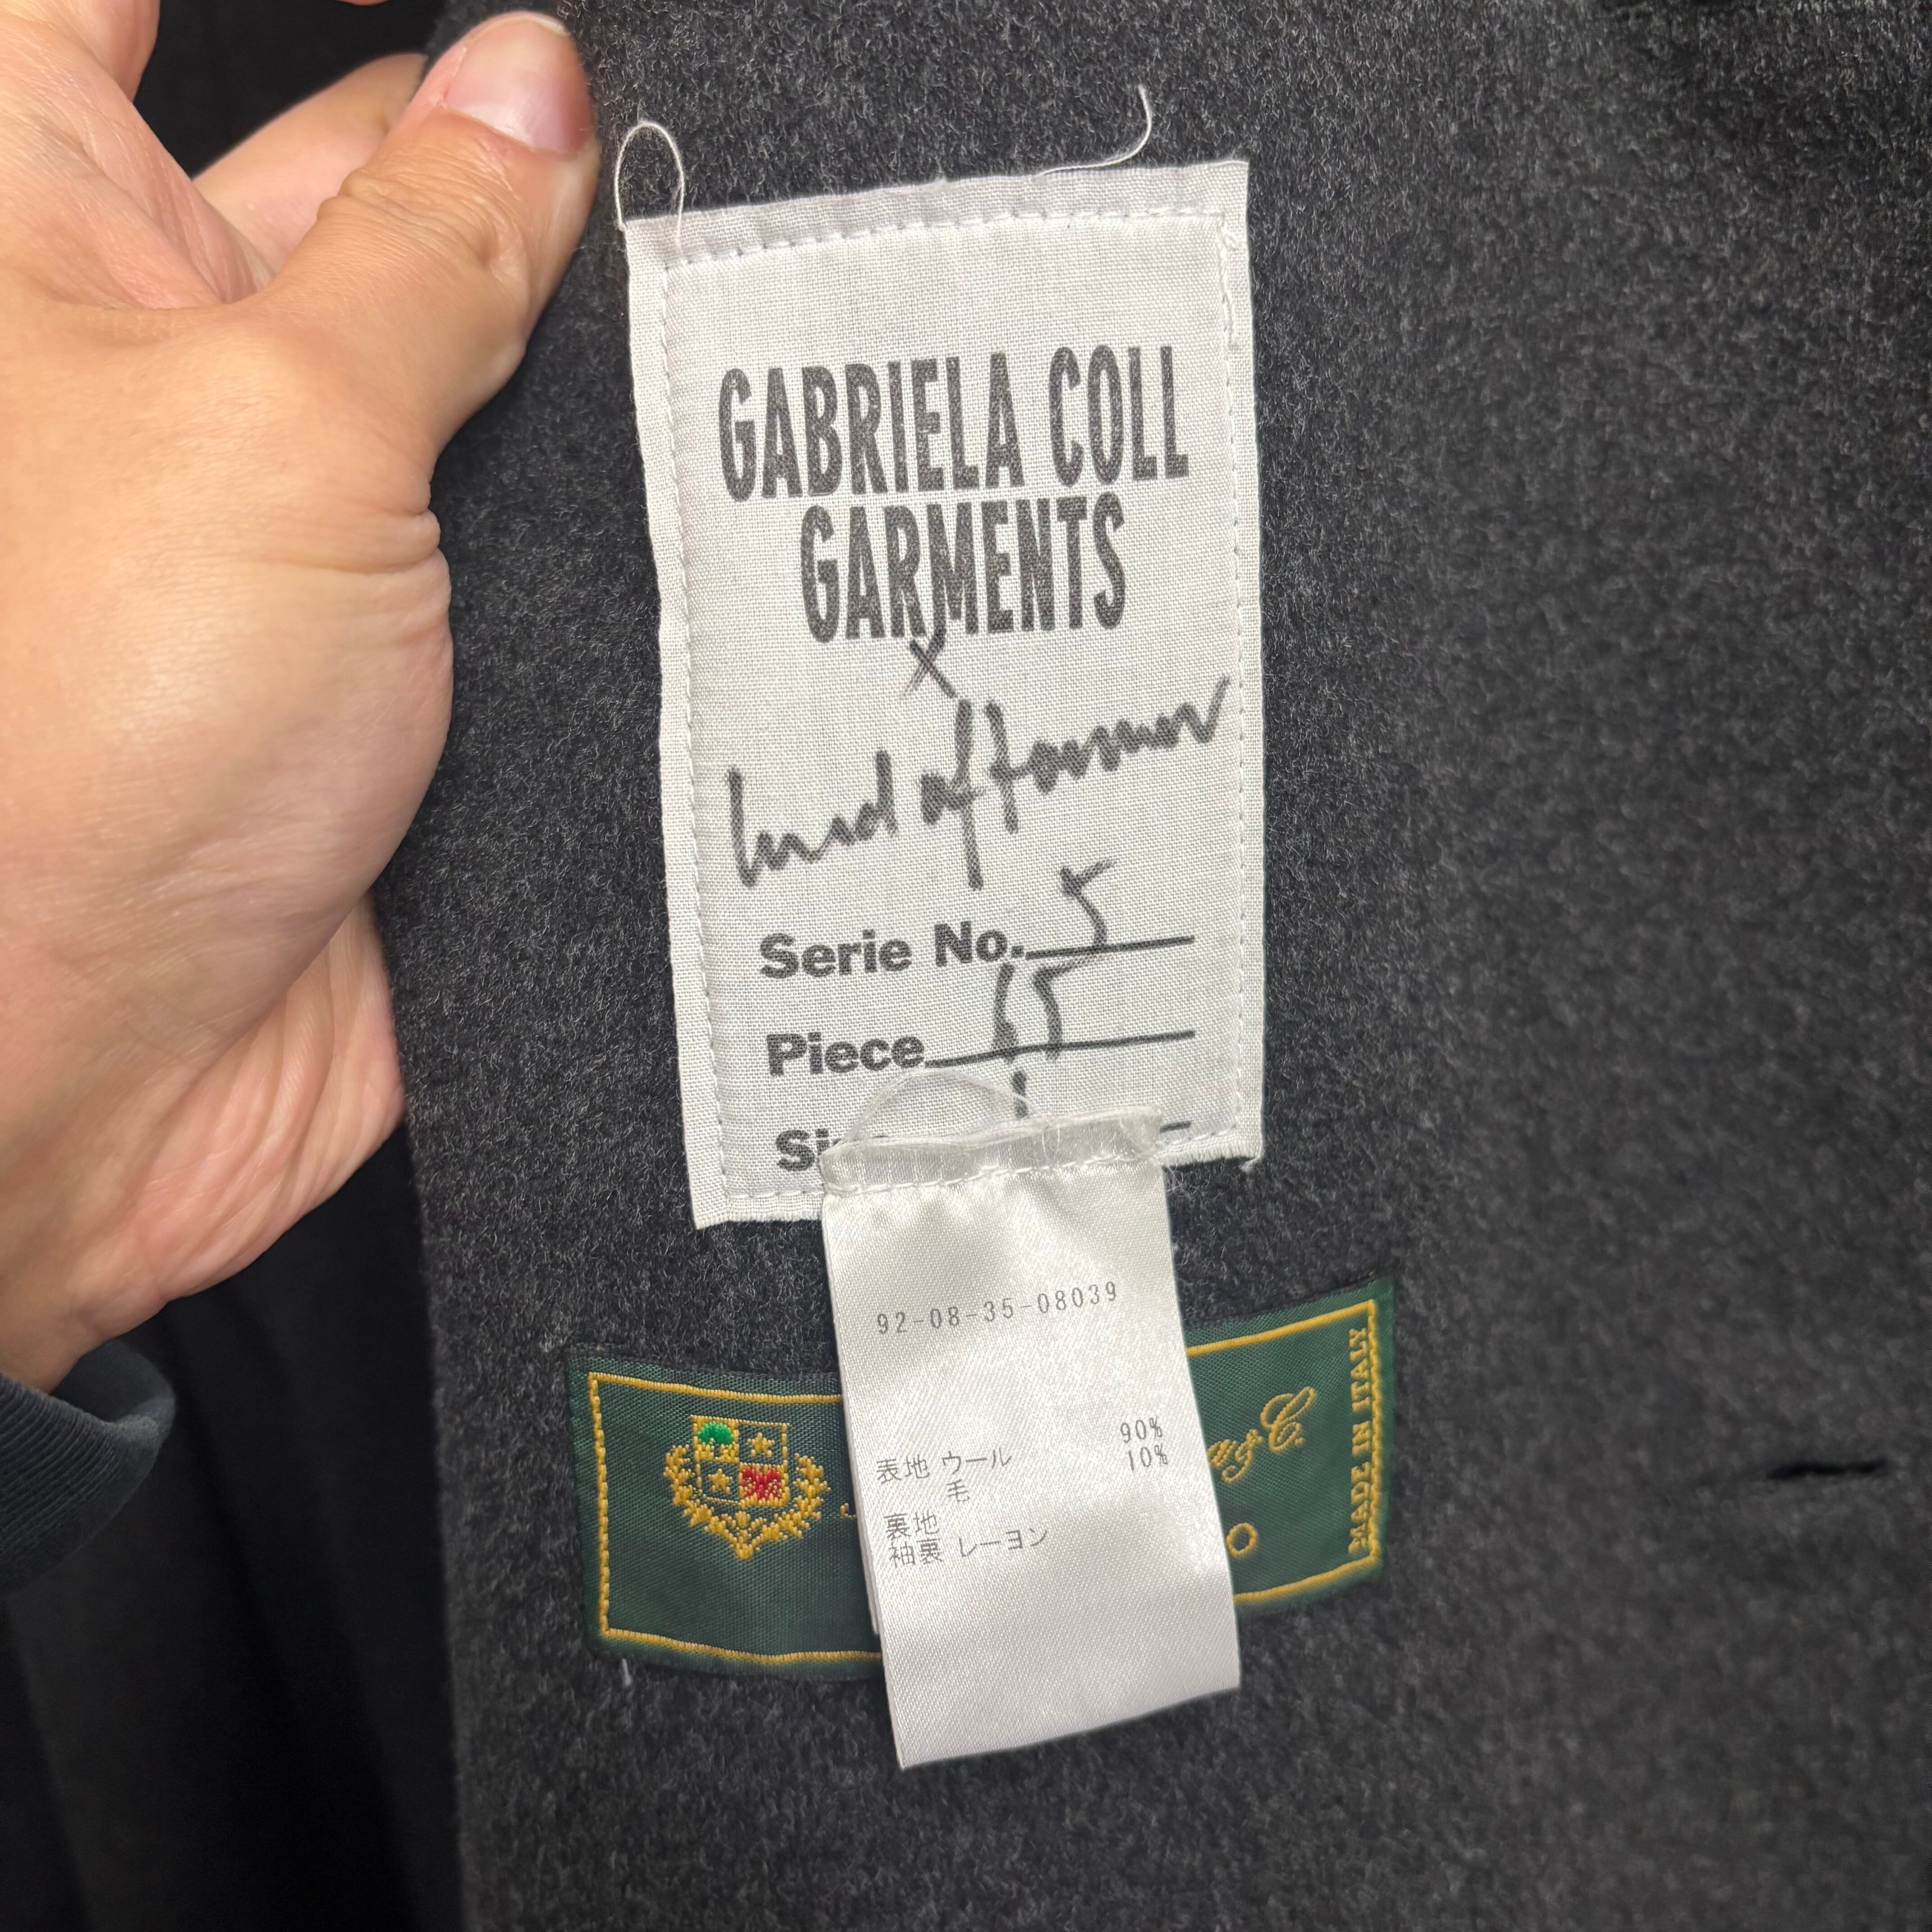 GABRIELA COLL
GARMENTS
X
Land of tomorrow
Serie No. 5
Piece 65
92-08-35-08039
表地 ウール 90%
毛 10%
裏地
袖裏 レーヨン
& C.
MADE IN ITALY